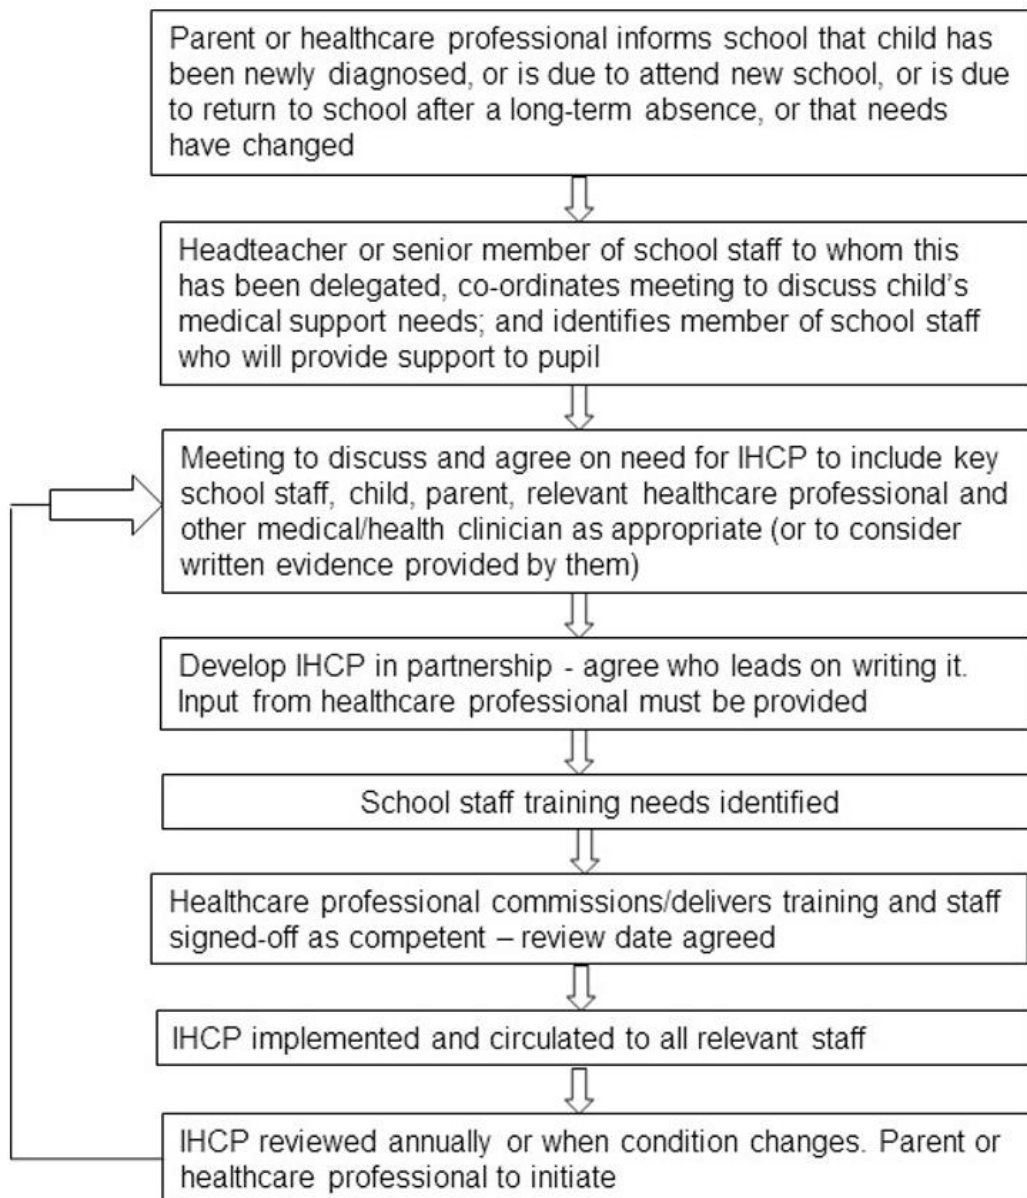 Parent or healthcare professional informs school that child has
been newly diagnosed, or is due to attend new school, or is due
to return to school after a long-term absence, or that needs
have changed
Headteacher or senior member of school staff to whom this
has been delegated, co-ordinates meeting to discuss child's
medical support needs; and identifies member of school staff
who will provide support to pupil
Meeting to discuss and agree on need for IHCP to include key
school staff, child, parent, relevant healthcare professional and
other medical/health clinician as appropriate (or to consider
written evidence provided by them)
Develop IHCP in partnership - agree who leads on writing it.
Input from healthcare professional must be provided
School staff training needs identified
Healthcare professional commissions/delivers training and staff
signed-off as competent – review date agreed
IHCP implemented and circulated to all relevant staff
IHCP reviewed annually or when condition changes. Parent or
healthcare professional to initiate